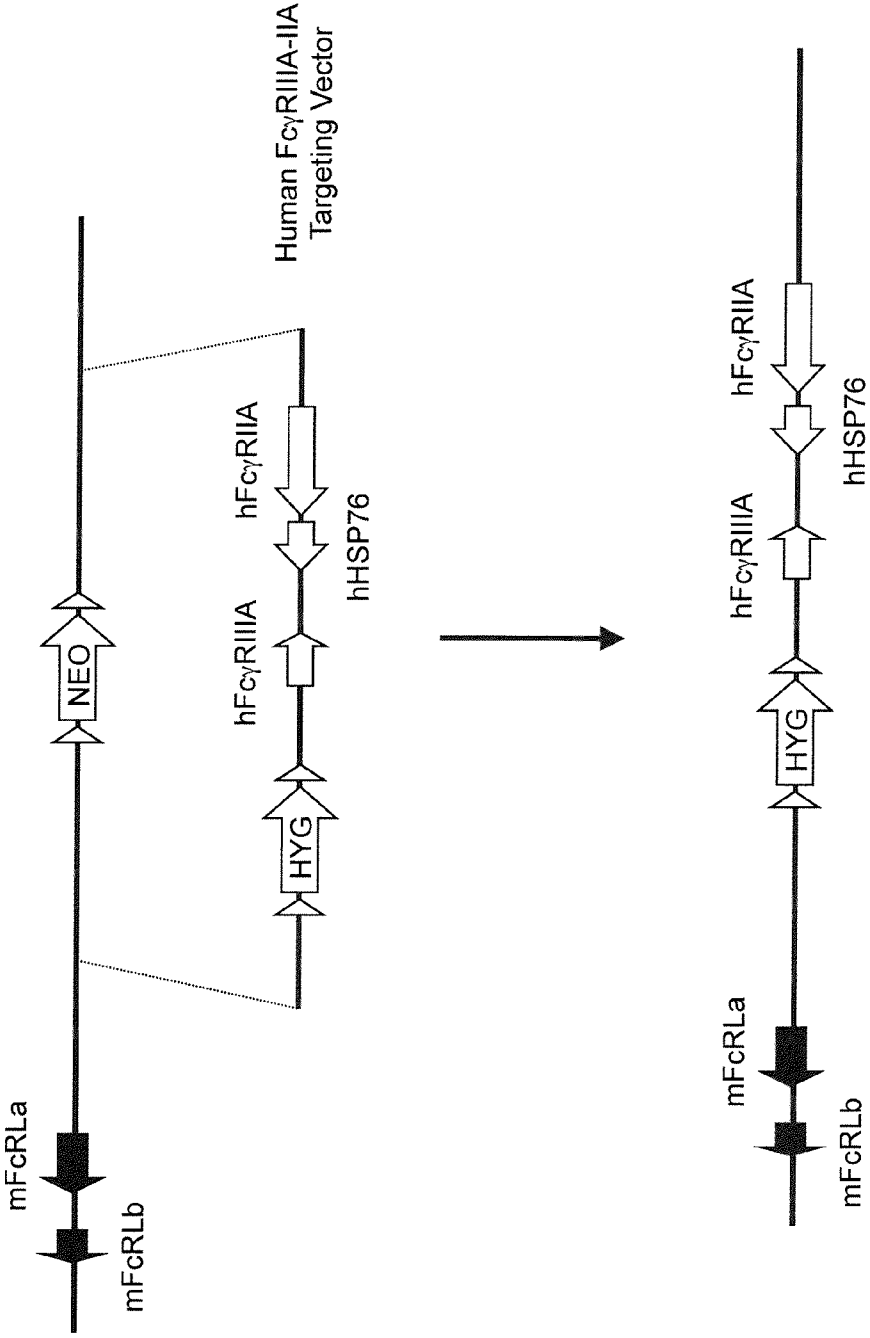 mFcRLb
mFcRLa
NEO
Human FcγRIIIA-IIA
Targeting Vector
HYG
hFcγRIIIA
hFcγRIIA
hHSP76
mFcRLb
mFcRLa
HYG
hFcγRIIIA
hFcγRIIA
hHSP76